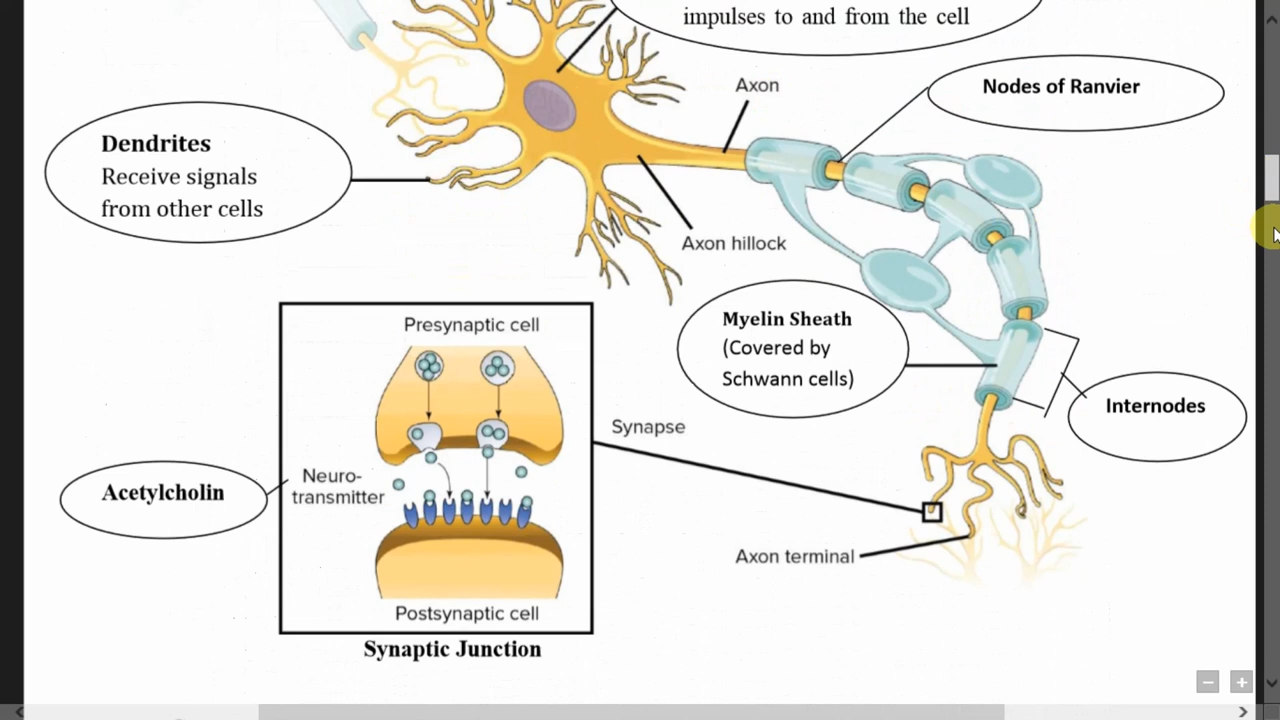 impulses to and from the cell
Axon
Nodes of Ranvier
Dendrites
Receive signals
from other cells
Axon hillock
Myelin Sheath
(Covered by
Schwann cells)
Presynaptic cell
Internodes
Synapse
Neuro-
transmitter
Acetylcholin
Axon terminal
Postsynaptic cell
Synaptic Junction